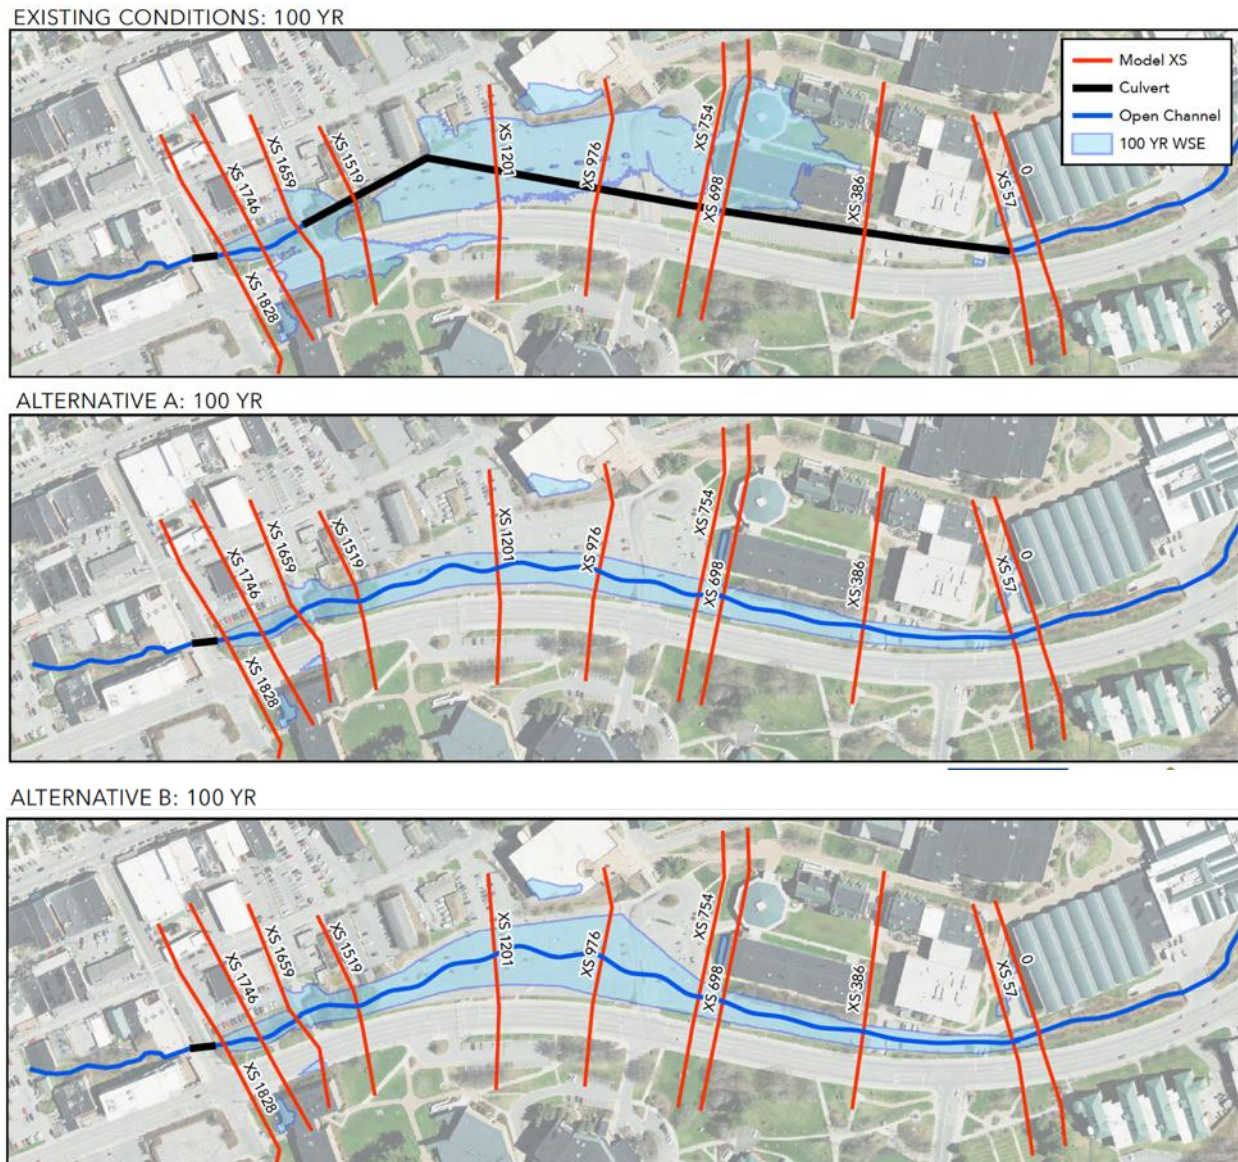 EXISTING CONDITIONS: 100 YR
Model XS
Culvert
Open Channel
100 YR WSE
XS 1828
XS 1746
XS 1659
XS 1519
XS 1201
XS 976
XS 754
XS 698
XS 386
XS 57
0
ALTERNATIVE A: 100 YR
XS 1828
XS 1746
XS 1659
XS 1519
XS 1201
XS 976
XS 754
XS 698
XS 386
XS 57
0
ALTERNATIVE B: 100 YR
XS 1828
XS 1746
XS 1659
XS 1519
XS 1201
XS 976
XS 754
XS 698
XS 386
XS 57
0